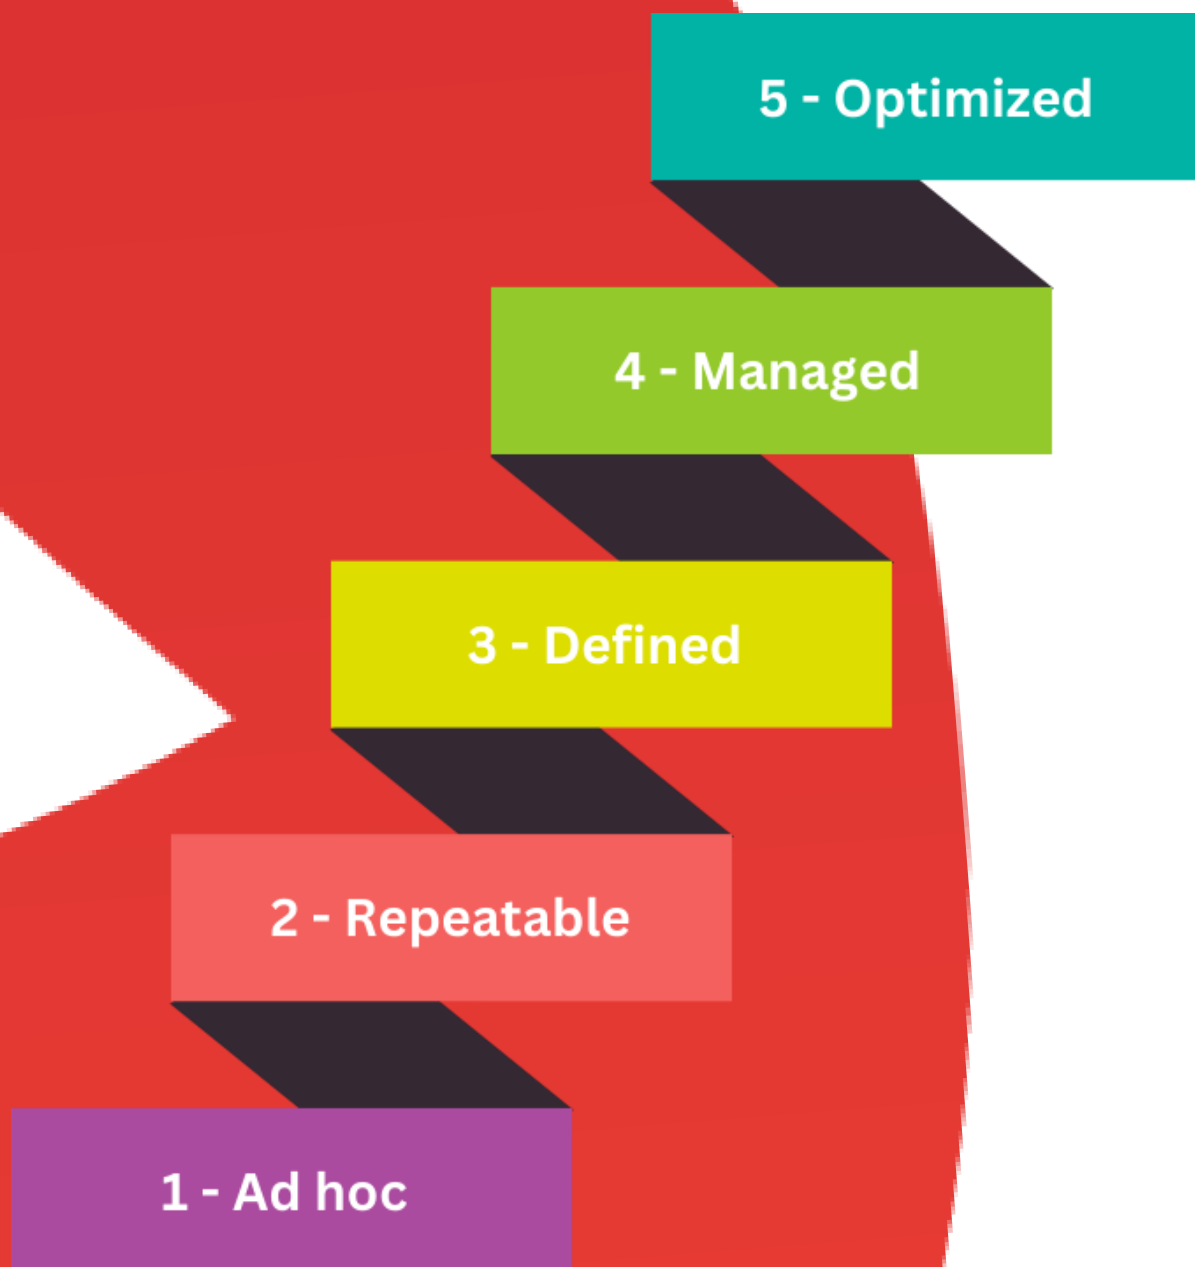 5 - Optimized
4 - Managed
3 - Defined
2 - Repeatable
1 - Ad hoc